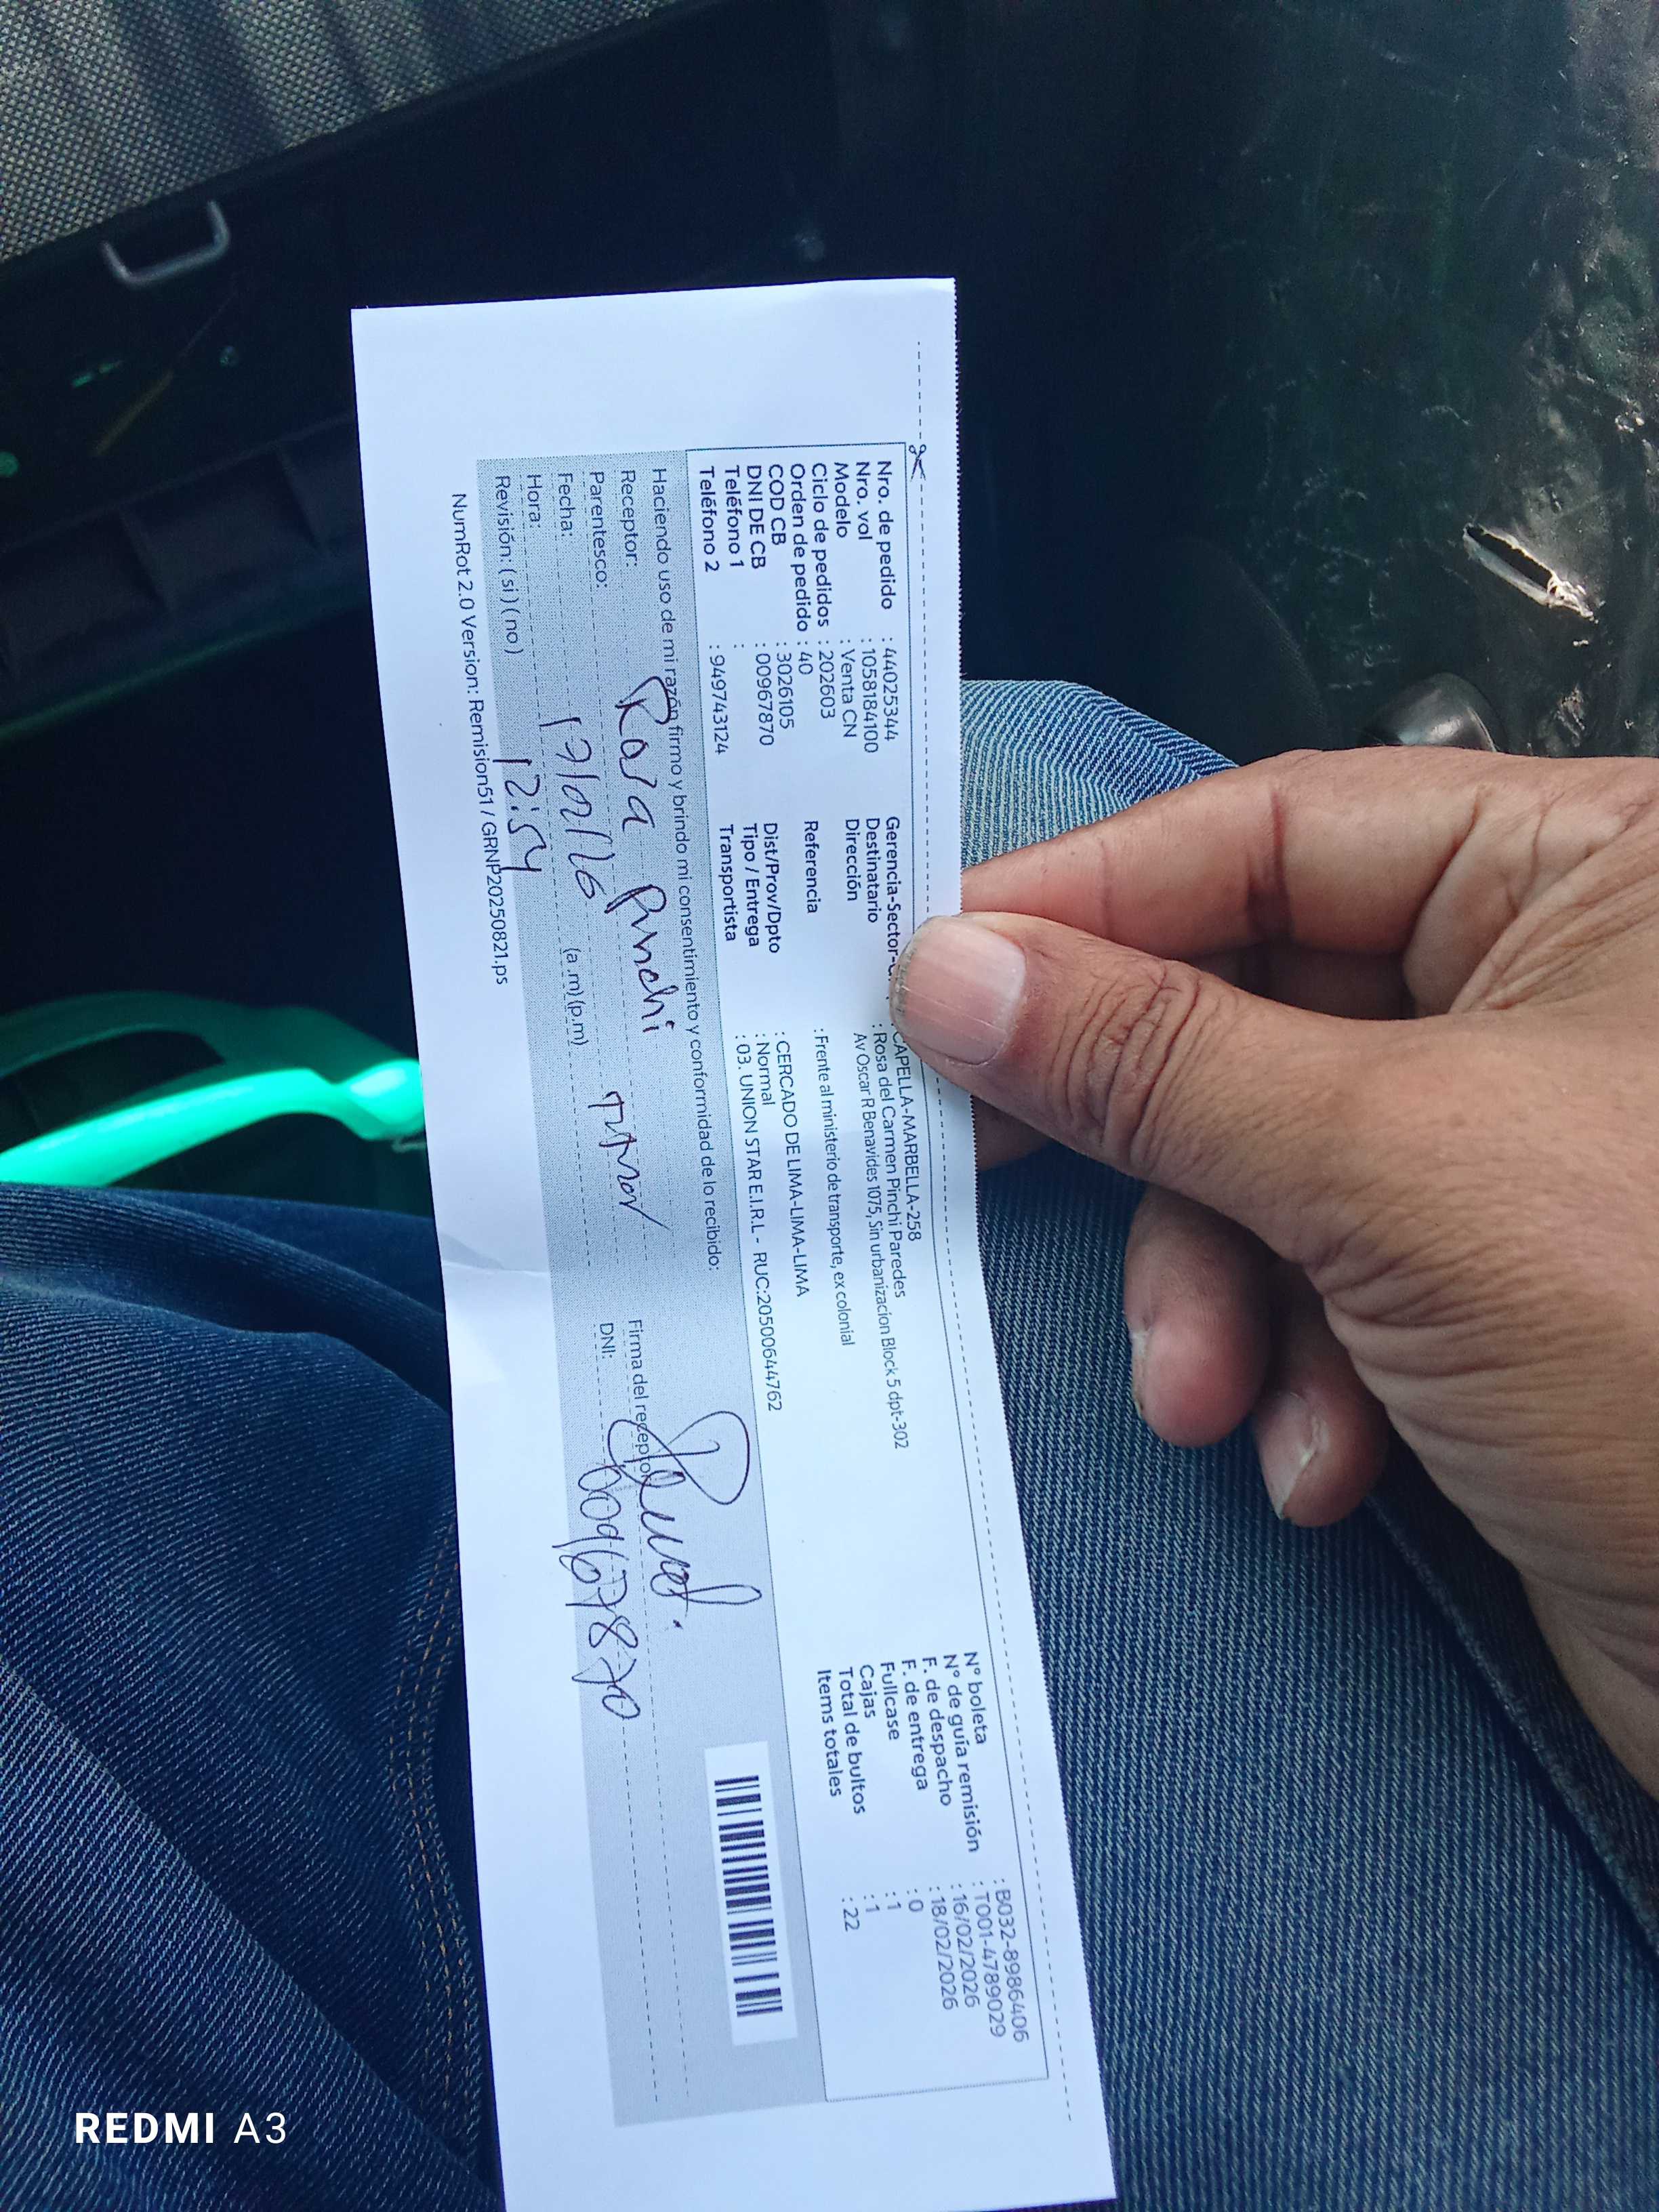 Nro. de pedido : 44025344
Nro. vol : 1058184100
Modelo : Venta CN
Ciclo de pedidos : 202603
Orden de pedido : 40
COD CB : 3026105
DNI DE CB : 00967870
Teléfono 1 :
Teléfono 2 : 949743124
Gerencia-Sector- CAPELLA-MARBELLA-258
Destinatario : Rosa del Carmen Pinchi Paredes
Dirección Av Oscar R Benavides 1075, Sin urbanizacion Block 5 dpt-302
Referencia : Frente al ministerio de transporte, ex colonial
Dist/Prov/Dpto : CERCADO DE LIMA-LIMA-LIMA
Tipo / Entrega : Normal
Transportista : 03. UNION STAR E.I.R.L - RUC:20500644762
N° boleta : B032-8986406
N° de guía remisión : T001-4789029
F. de despacho : 16/02/2026
F. de entrega : 18/02/2026
Fullcase : 0
Cajas : 1
Total de bultos : 1
Items totales : 22
Haciendo uso de mi razón firmo y brindo mi consentimiento y conformidad de lo recibido:
Receptor: Rosa Pinchi
Parentesco:
Fecha: 17/02/26
Hora: 12:54 (a.m) (p.m)
Revisión: ( si ) ( no )
Firma del receptor
DNI: 00967870
NumRot 2.0 Version: Remision51 / GRNP20250821.ps
REDMI A3